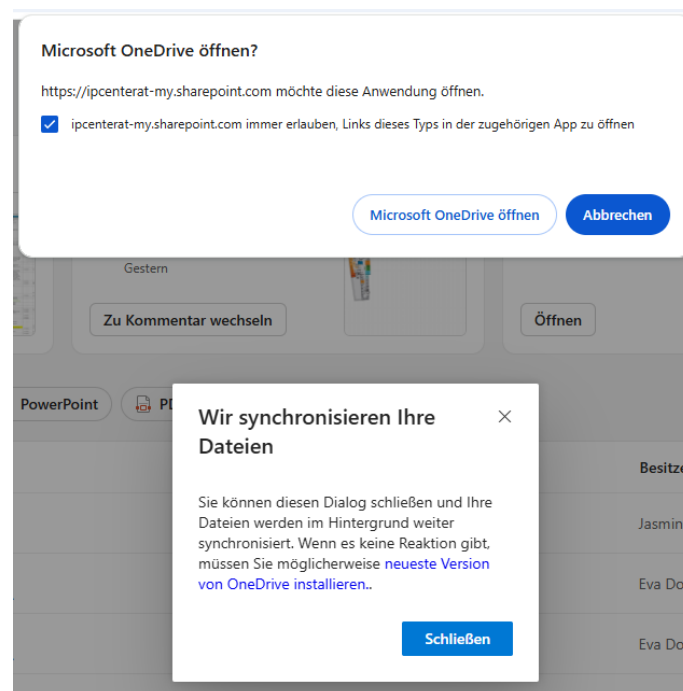 Microsoft OneDrive öffnen?
https://ipcenterat-my.sharepoint.com möchte diese Anwendung öffnen.
ipcenterat-my.sharepoint.com immer erlauben, Links dieses Typs in der zugehörigen App zu öffnen
Microsoft OneDrive öffnen
Abbrechen
Gestern
Zu Kommentar wechseln
Öffnen
PowerPoint
Wir synchronisieren Ihre
Dateien
Sie können diesen Dialog schließen und Ihre
Dateien werden im Hintergrund weiter
synchronisiert. Wenn es keine Reaktion gibt,
müssen Sie möglicherweise neueste Version
von OneDrive installieren..
Schließen
Jasmin
Eva
Eva